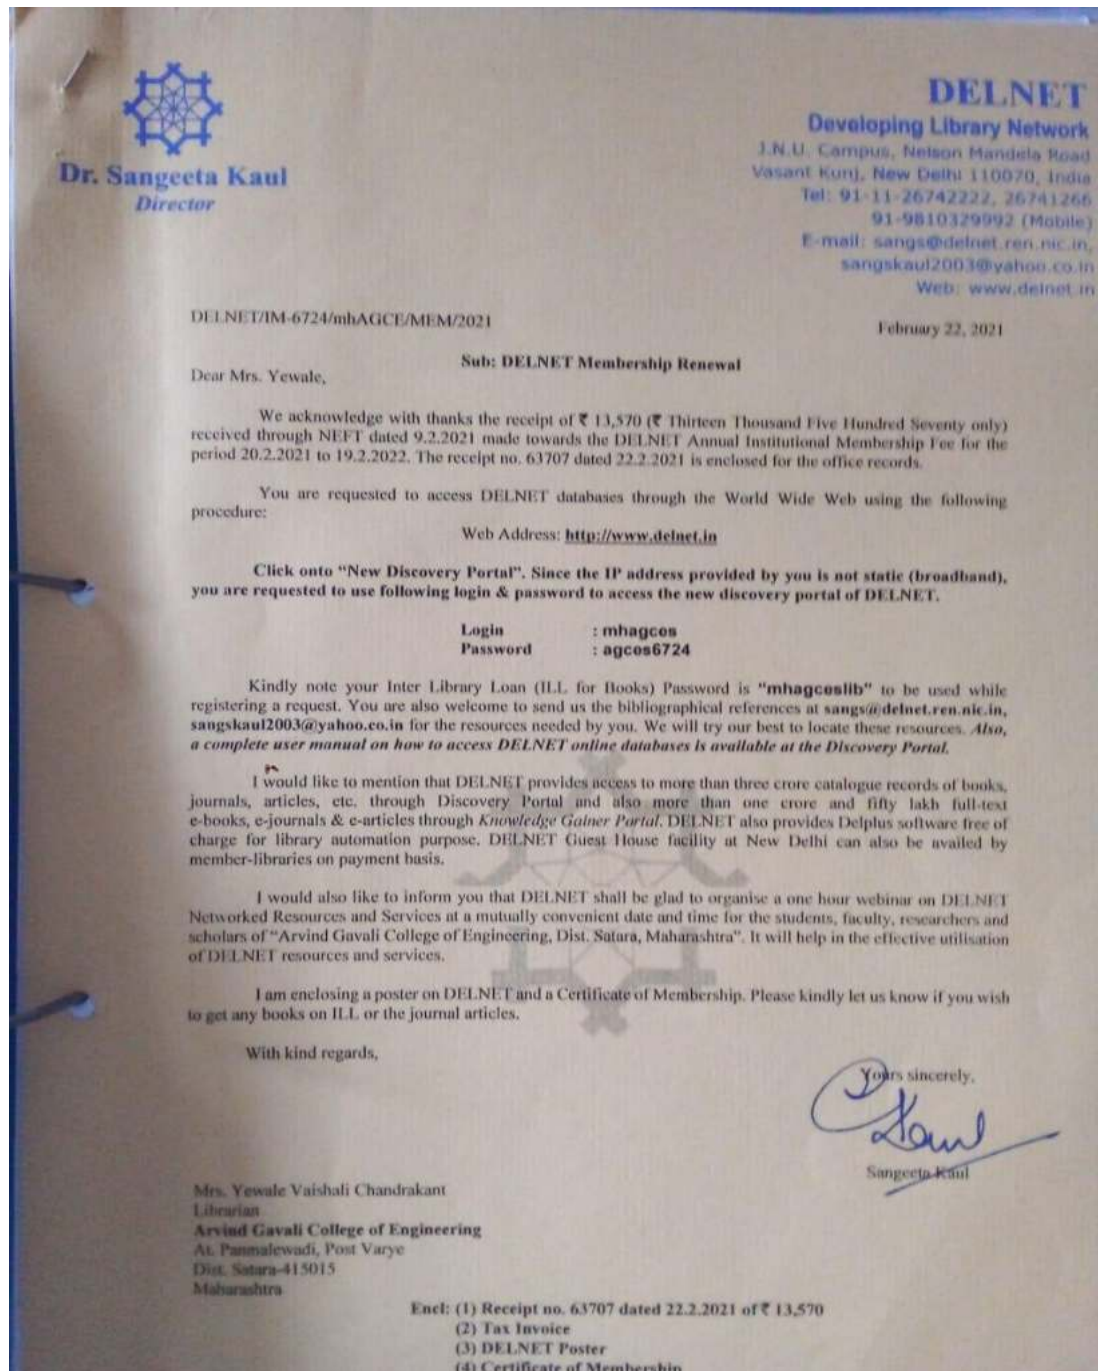 Dr. Sangeeta Kaul
Director
DELNET
Developing Library Network
J.N.U. Campus, Nelson Mandela Road
Vasant Kunj, New Delhi 110070, India
Tel: 91-11-26742222, 26741266
91-9810329992 (Mobile)
E-mail: sangs@delnet.ren.nic.in,
sangskaul2003@yahoo.co.in
Web: www.delnet.in
DELNET/IM-6724/mhAGCE/MEM/2021
February 22, 2021
Sub: DELNET Membership Renewal
Dear Mrs. Yewale,
We acknowledge with thanks the receipt of ₹ 13,570 (₹ Thirteen Thousand Five Hundred Seventy only)
received through NEFT dated 9.2.2021 made towards the DELNET Annual Institutional Membership Fee for the
period 20.2.2021 to 19.2.2022. The receipt no. 63707 dated 22.2.2021 is enclosed for the office records.
You are requested to access DELNET databases through the World Wide Web using the following
procedure:
Web Address: http://www.delnet.in
Click onto "New Discovery Portal". Since the IP address provided by you is not static (broadband),
you are requested to use following login & password to access the new discovery portal of DELNET.
Login : mhagcos
Password : agcos6724
Kindly note your Inter Library Loan (ILL for Books) Password is "mhagcoslib" to be used while
registering a request. You are also welcome to send us the bibliographical references at sangs@delnet.ren.nic.in,
sangskaul2003@yahoo.co.in for the resources needed by you. We will try our best to locate these resources. Also,
a complete user manual on how to access DELNET online databases is available at the Discovery Portal.
I would like to mention that DELNET provides access to more than three crore catalogue records of books,
journals, articles, etc. through Discovery Portal and also more than one crore and fifty lakh full-text
e-books, e-journals & e-articles through Knowledge Gainer Portal. DELNET also provides Delplus software free of
charge for library automation purpose. DELNET Guest House facility at New Delhi can also be availed by
member-libraries on payment basis.
I would also like to inform you that DELNET shall be glad to organise a one hour webinar on DELNET
Networked Resources and Services at a mutually convenient date and time for the students, faculty, researchers and
scholars of "Arvind Gavali College of Engineering, Dist. Satara, Maharashtra". It will help in the effective utilisation
of DELNET resources and services.
I am enclosing a poster on DELNET and a Certificate of Membership. Please kindly let us know if you wish
to get any books on ILL or the journal articles.
With kind regards,
Yours sincerely,
Kaul
Sangeeta Kaul
Mrs. Yewale Vaishali Chandrakant
Librarian
Arvind Gavali College of Engineering
At. Panmalewadi, Post Varye
Dist. Satara-415015
Maharashtra
Encl: (1) Receipt no. 63707 dated 22.2.2021 of ₹ 13,570
(2) Tax Invoice
(3) DELNET Poster
(4) Certificate of Membership